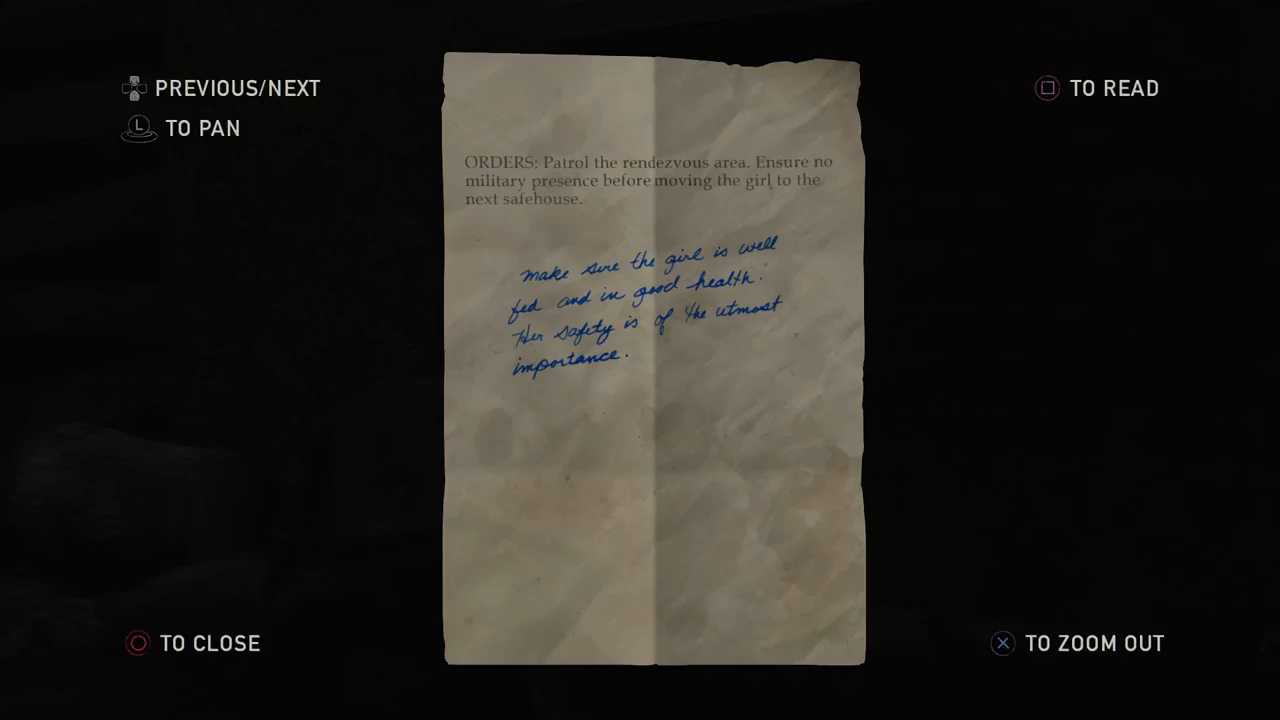 PREVIOUS/NEXT
L TO PAN
TO READ
ORDERS: Patrol the rendezvous area. Ensure no
military presence before moving the girl to the
next safehouse.
Make sure the girl is well
fed and in good health.
Her safety is of the utmost
importance.
TO CLOSE
TO ZOOM OUT